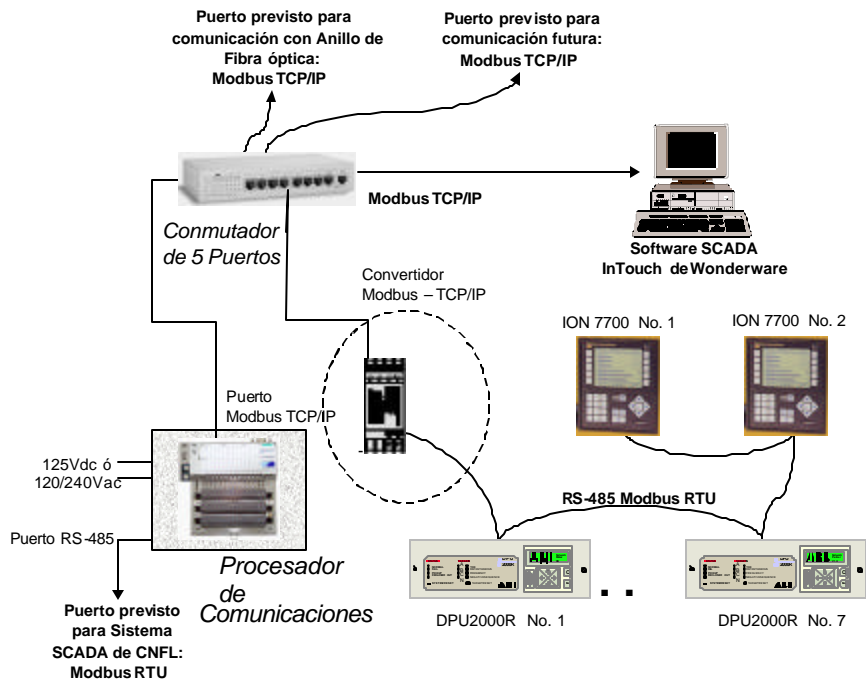 Puerto previsto para
comunicación con Anillo de
Fibra óptica:
Modbus TCP/IP
Puerto previsto para
comunicación futura:
Modbus TCP/IP
Modbus TCP/IP
Conmutador
de 5 Puertos
Software SCADA
InTouch de Wonderware
Convertidor
Modbus – TCP/IP
ION 7700 No. 1
ION 7700 No. 2
Puerto
Modbus TCP/IP
125Vdc ó
120/240Vac
RS-485 Modbus RTU
Puerto RS-485
Procesador
de
Comunicaciones
Puerto previsto
para Sistema
SCADA de CNFL:
Modbus RTU
. .
DPU2000R No. 1
DPU2000R No. 7